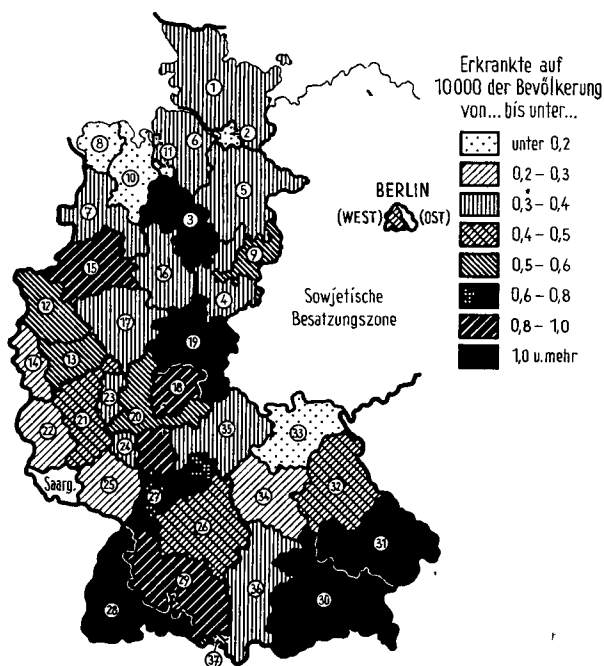 Erkrankte auf
10000 der Bevölkerung
von... bis unter...
unter 0,2
0,2 – 0,3
0,3 – 0,4
0,4 – 0,5
0,5 – 0,6
0,6 – 0,8
0,8 – 1,0
1,0 u. mehr
BERLIN
(WEST) (OST)
Sowjetische
Besatzungszone
Saarg.
1
2
6
8
11
10
5
7
3
9
15
16
4
12
17
19
14
13
18
23
20
21
22
24
35
33
25
27
34
32
26
31
29
36
28
30
37